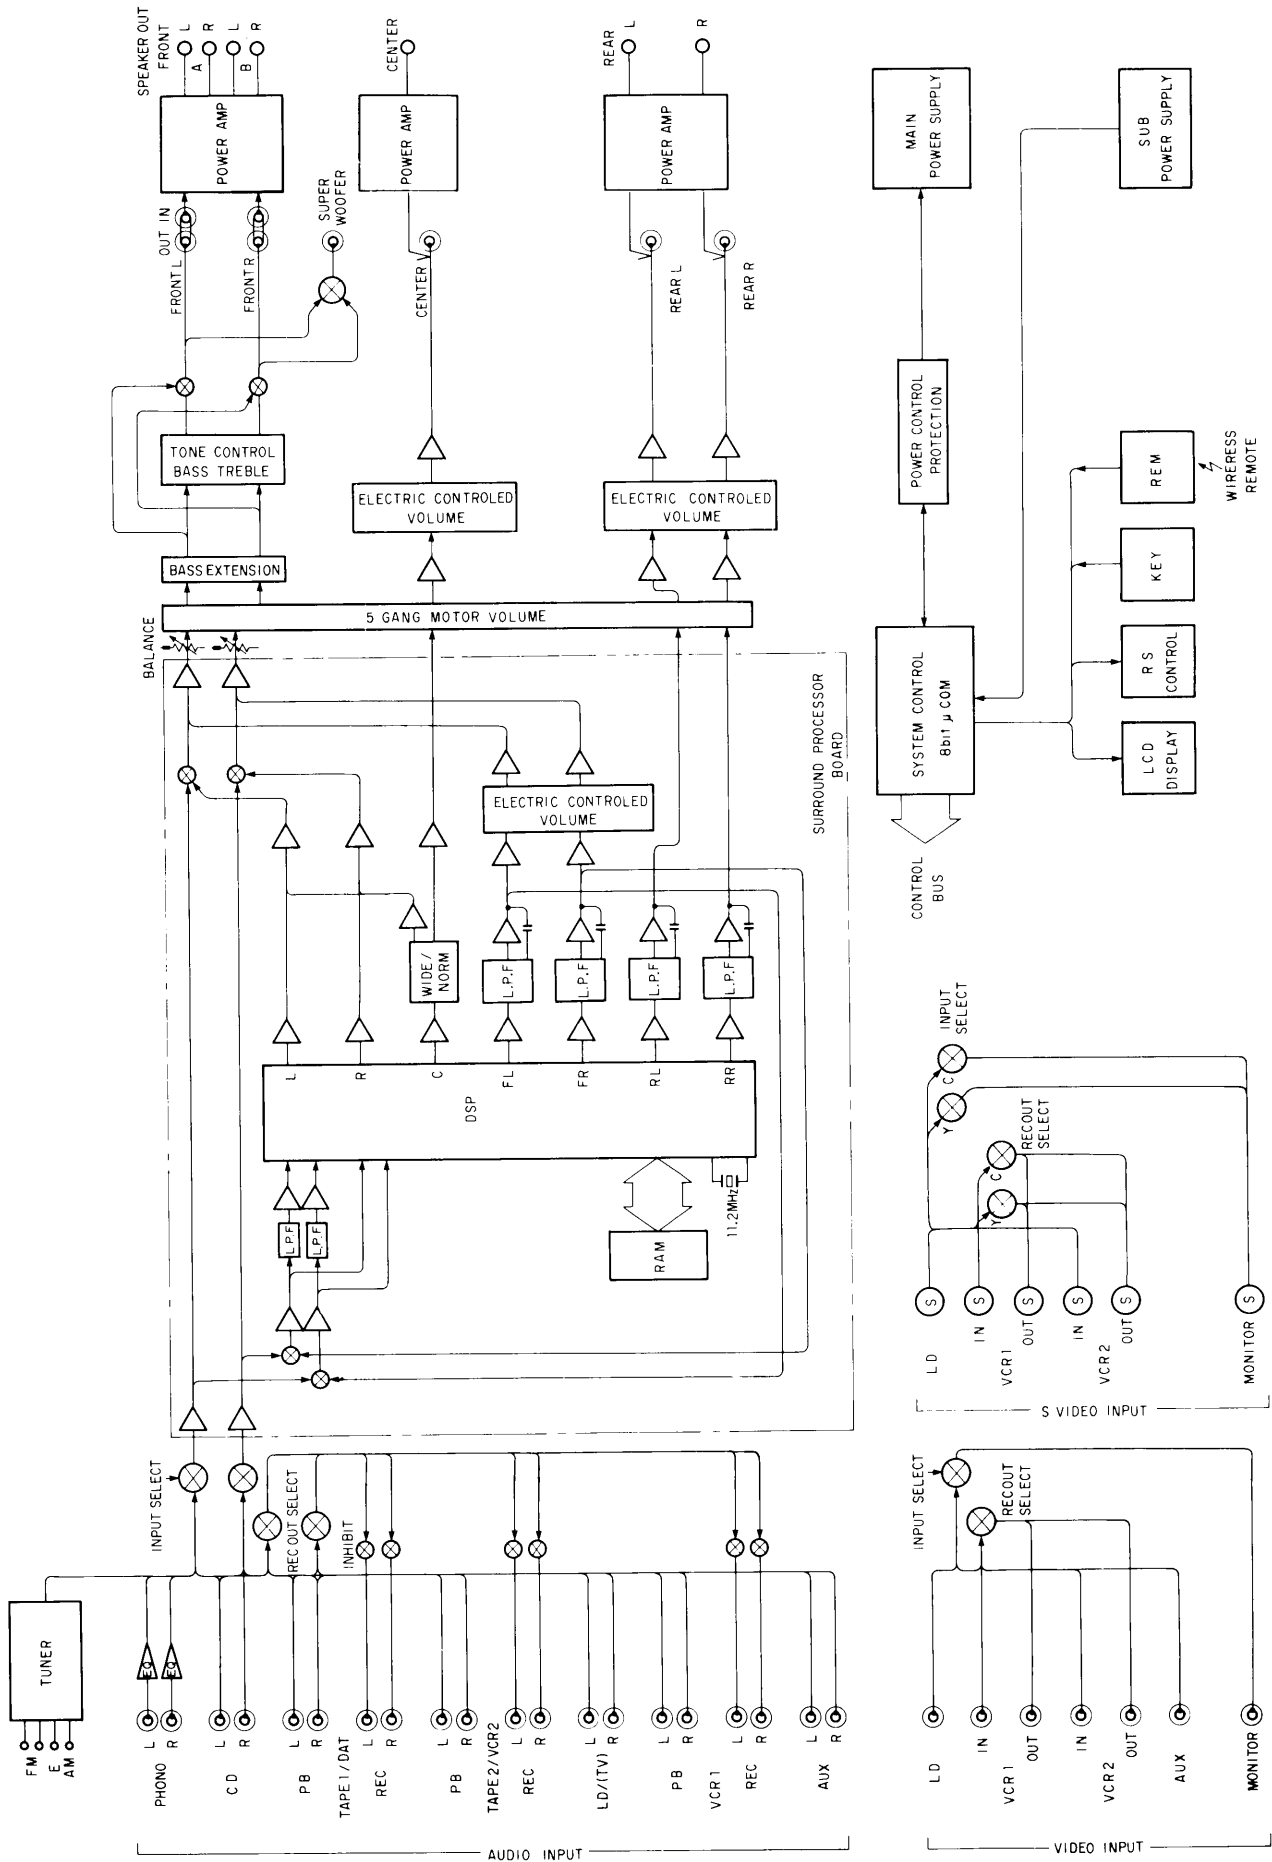 FM
E
AM
TUNER
PHONO
L
R
EQ
EQ
CD
L
R
PB
L
R
TAPE 1/DAT
REC
L
R
PB
L
R
TAPE 2/VCR2
REC
L
R
LD/(TV)
L
R
PB
L
R
VCR1
REC
L
R
AUX
L
R
AUDIO INPUT
INPUT SELECT
REC OUT SELECT
INHIBIT
L.P.F
L.P.F
DSP
L
R
C
FL
FR
RL
RR
RAM
11.2MHz
WIDE/
NORM
L.P.F
L.P.F
L.P.F
L.P.F
ELECTRIC CONTROLED
VOLUME
SURROUND PROCESSOR
BOARD
BALANCE
5 GANG MOTOR VOLUME
BASS EXTENSION
TONE CONTROL
BASS TREBLE
ELECTRIC CONTROLED
VOLUME
ELECTRIC CONTROLED
VOLUME
FRONT L
FRONT R
OUT IN
SUPER
WOOFER
CENTER
REAR L
REAR R
POWER AMP
POWER AMP
POWER AMP
SPEAKER OUT
FRONT
L
A
R
L
B
R
CENTER
REAR
L
R
LD
IN
VCR1
OUT
IN
VCR2
OUT
AUX
MONITOR
VIDEO INPUT
INPUT SELECT
RECOUT
SELECT
LD
S
IN
S
VCR1
OUT
S
IN
S
VCR2
OUT
S
MONITOR
S
S VIDEO INPUT
Y
C
RECOUT
SELECT
Y
C
INPUT
SELECT
CONTROL
BUS
SYSTEM CONTROL
8bit μ COM
POWER CONTROL
PROTECTION
MAIN
POWER SUPPLY
SUB
POWER SUPPLY
LCD
DISPLAY
RS
CONTROL
KEY
REM
WIRERESS
REMOTE